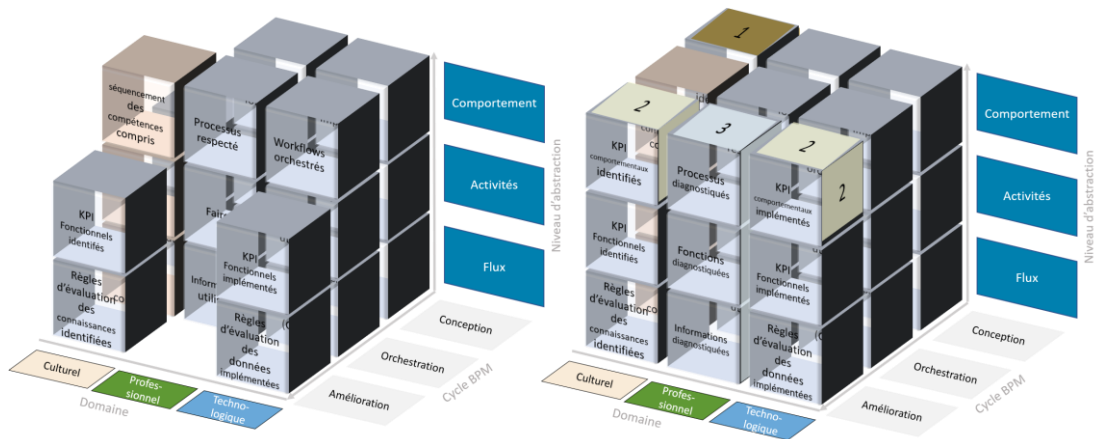 séquencement
des
compétences
compris
Processus
respecté
Workflows
orchestrés
KPI
Fonctionnels
identifiés
Faire
KPI
Fonctionnels
implémentés
Règles
d'évaluation
des
connaissances
identifiées
Règles
d'évaluation
des
données
implémentées
Comportement
Activités
Flux
Niveau d'abstraction
Conception
Orchestration
Amélioration
Cycle BPM
Culturel
Profes-
sionnel
Techno-
logique
Domaine
1
2
3
2
2
KPI
comportementaux
identifiés
Processus
diagnostiqués
KPI
comportementaux
implémentés
KPI
Fonctionnels
identifiés
Fonctions
diagnostiquées
KPI
Fonctionnels
implémentés
Règles
d'évaluation
des
connaissances
identifiées
Informations
diagnostiquées
Règles
d'évaluation
des
données
implémentées
Comportement
Activités
Flux
Niveau d'abstraction
Conception
Orchestration
Amélioration
Cycle BPM
Culturel
Profes-
sionnel
Techno-
logique
Domaine